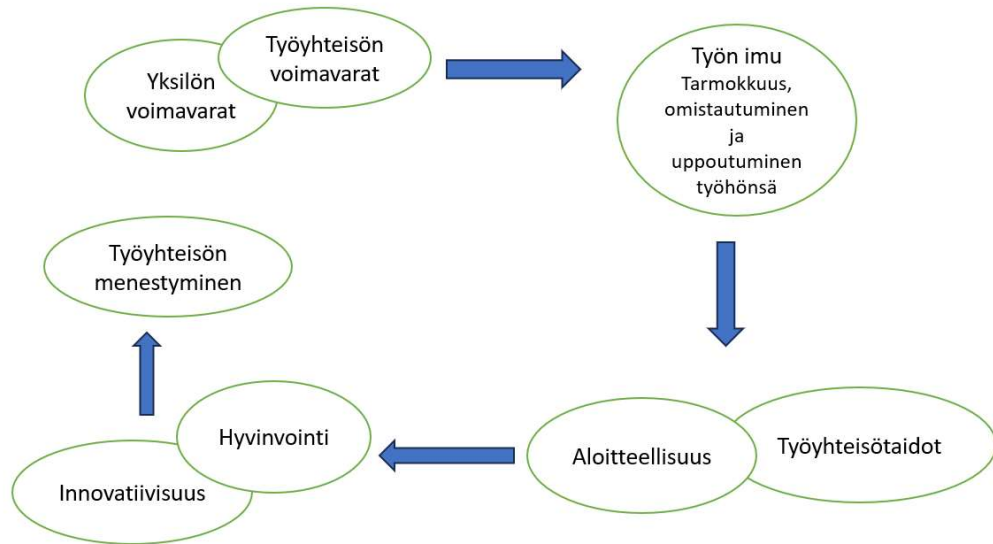 Yksilön
voimavarat
Työyhteisön
voimavarat
Työn imu
Tarmokkuus,
omistautuminen
ja
uppoutuminen
työhönsä
Työyhteisötaidot
Aloitteellisuus
Hyvinvointi
Innovatiivisuus
Työyhteisön
menestyminen